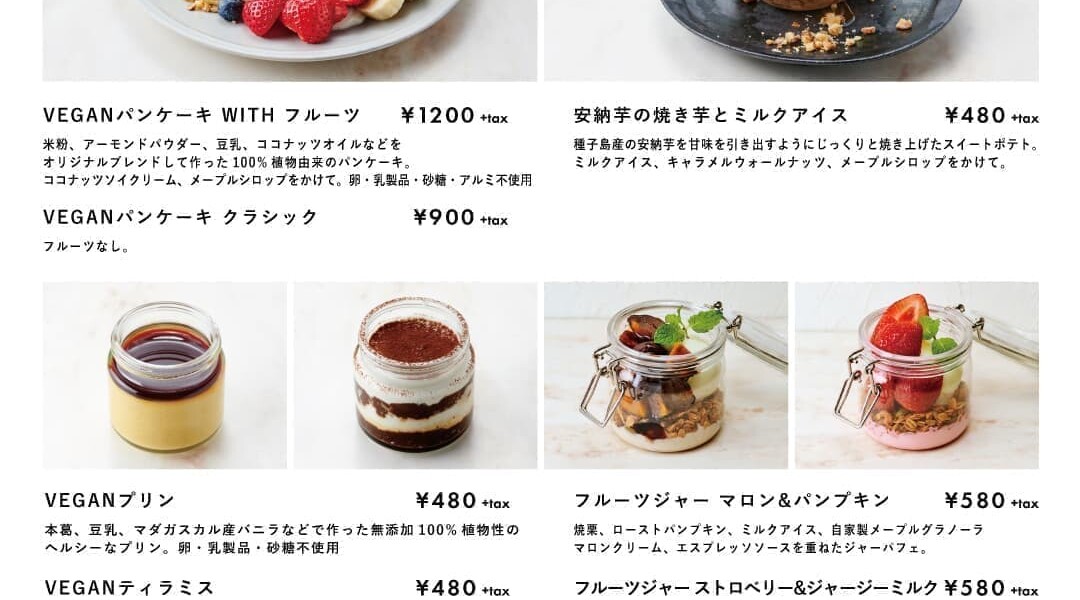 VEGANパンケーキ WITH フルーツ ¥1200 +tax
米粉、アーモンドパウダー、豆乳、ココナッツオイルなどを
オリジナルブレンドして作った100%植物由来のパンケーキ。
ココナッツソイクリーム、メープルシロップをかけて。卵・乳製品・砂糖・アルミ不使用
VEGANパンケーキ クラシック ¥900 +tax
フルーツなし。
安納芋の焼き芋とミルクアイス ¥480 +tax
種子島産の安納芋を甘味を引き出すようにじっくりと焼き上げたスイートポテト。
ミルクアイス、キャラメルウォールナッツ、メープルシロップをかけて。
VEGANプリン ¥480 +tax
本葛、豆乳、マダガスカル産バニラなどで作った無添加100%植物性の
ヘルシーなプリン。卵・乳製品・砂糖不使用
VEGANティラミス ¥480 +tax
フルーツジャー マロン&パンプキン ¥580 +tax
焼栗、ローストパンプキン、ミルクアイス、自家製メープルグラノーラ
マロンクリーム、エスプレッソソースを重ねたジャーパフェ。
フルーツジャー ストロベリー&ジャージーミルク ¥580 +tax